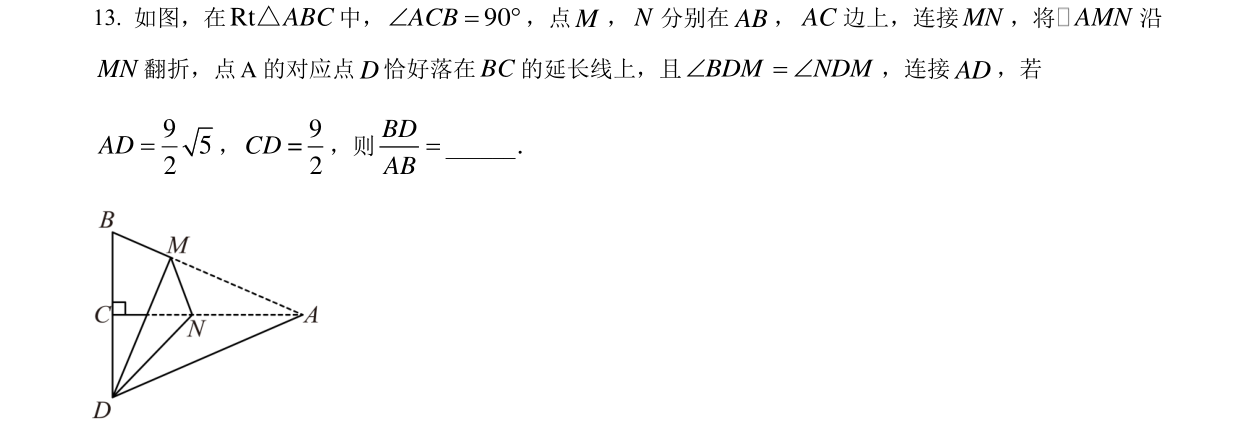 13. 如图，在Rt△ABC中，∠ACB=90°，点M，N分别在AB，AC边上，连接MN，将□AMN沿
MN翻折，点A的对应点D恰好落在BC的延长线上，且∠BDM=∠NDM，连接AD，若
AD=9/2√5，CD=9/2，则BD/AB=_____.
B
M
C
N
A
D